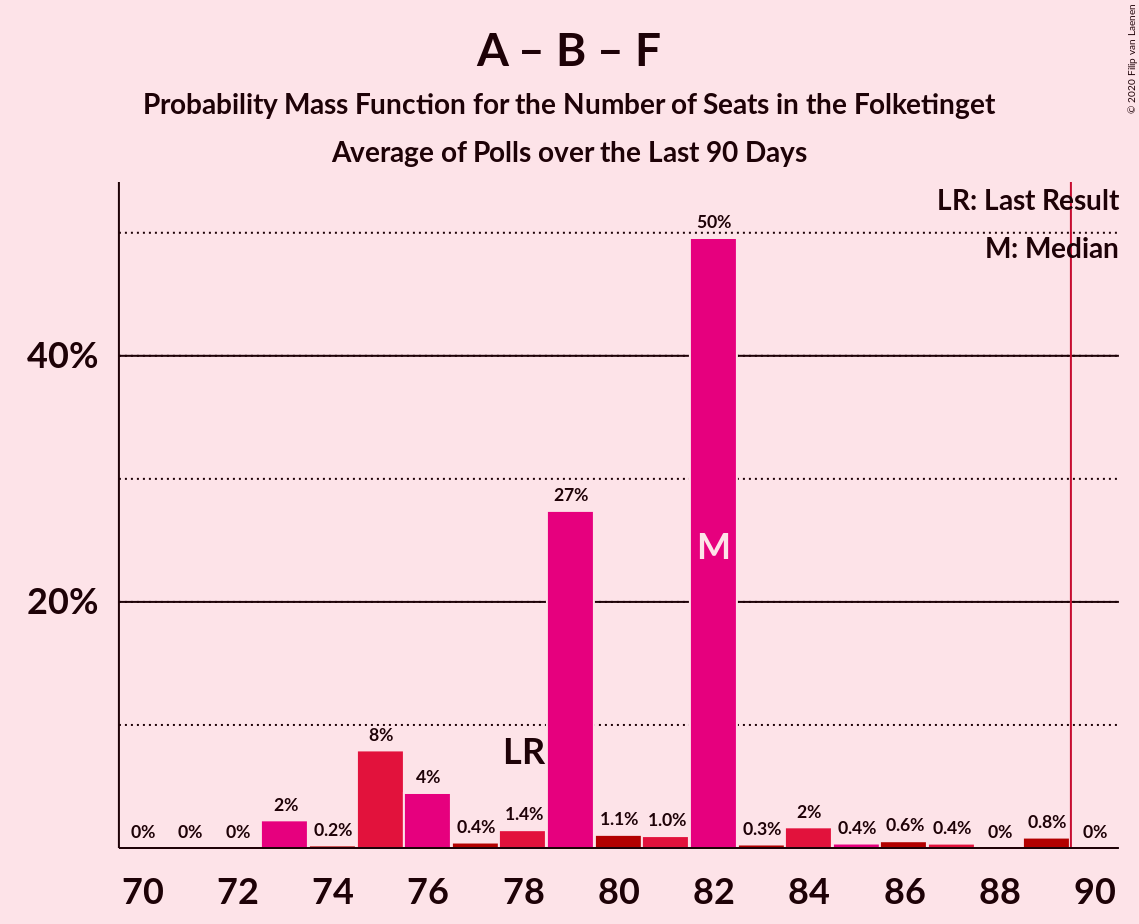 A – B – F
Probability Mass Function for the Number of Seats in the Folketinget
Average of Polls over the Last 90 Days
© 2020 Filip van Laenen
LR: Last Result
M: Median
50%
40%
27%
M
20%
8%
LR
4%
2%
1.4%
1.1%
1.0%
2%
0% 0% 0% 0.2% 0.4% 0.3% 0.4% 0.6% 0.4% 0% 0.8% 0%
70 72 74 76 78 80 82 84 86 88 90